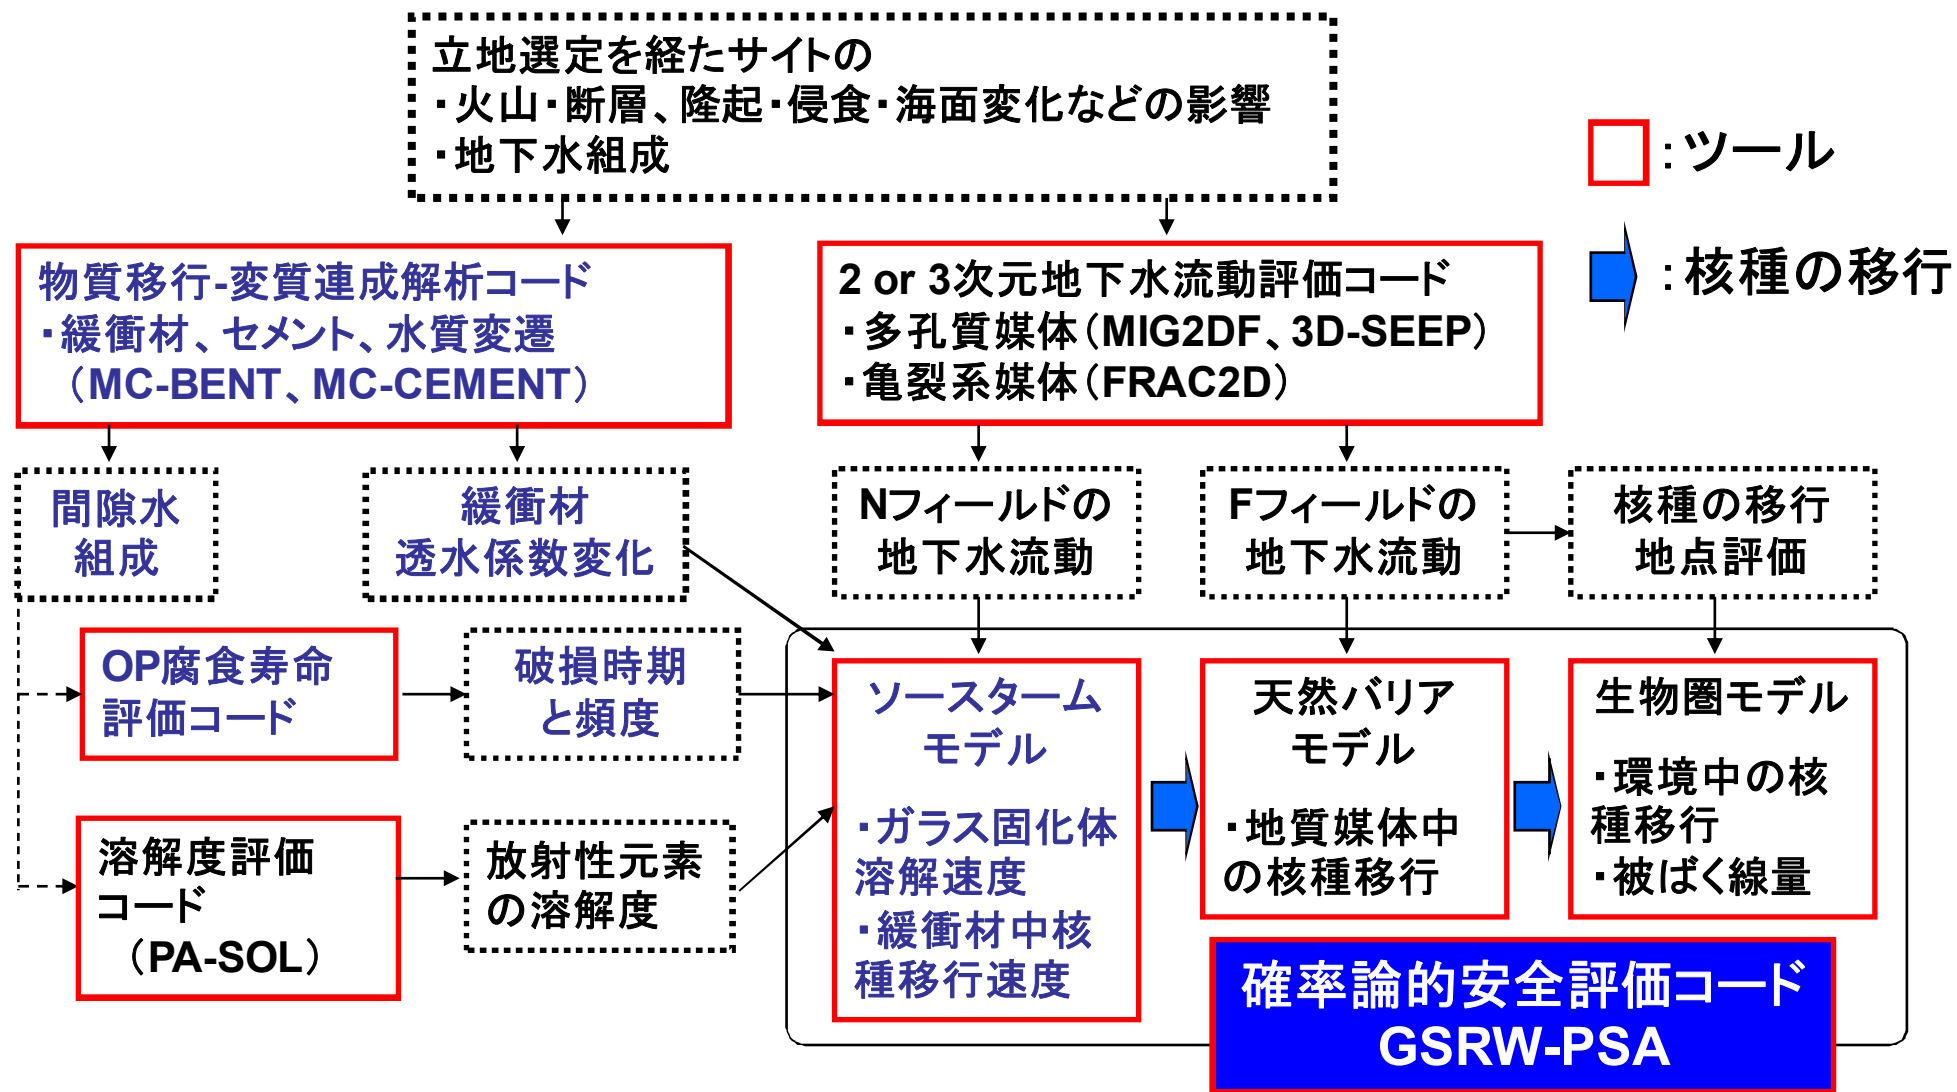 立地選定を経たサイトの
・火山・断層、隆起・侵食・海面変化などの影響
・地下水組成
:ツール
:核種の移行
物質移行-変質連成解析コード
・緩衝材、セメント、水質変遷
（MC-BENT、MC-CEMENT）
2 or 3次元地下水流動評価コード
・多孔質媒体（MIG2DF、3D-SEEP）
・亀裂系媒体（FRAC2D）
間隙水
組成
緩衝材
透水係数変化
Nフィールドの
地下水流動
Fフィールドの
地下水流動
核種の移行
地点評価
OP腐食寿命
評価コード
破損時期
と頻度
溶解度評価
コード
（PA-SOL）
放射性元素
の溶解度
ソースターム
モデル
・ガラス固化体
溶解速度
・緩衝材中核
種移行速度
天然バリア
モデル
・地質媒体中
の核種移行
生物圏モデル
・環境中の核
種移行
・被ばく線量
確率論的安全評価コード
GSRW-PSA